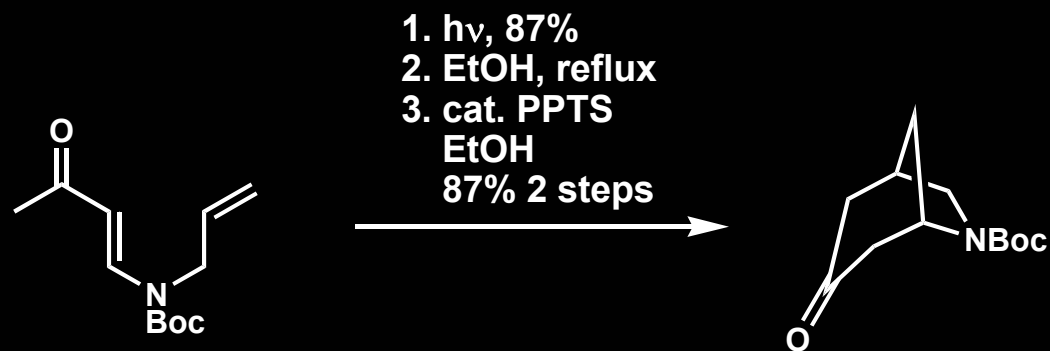 1. hν, 87%
2. EtOH, reflux
3. cat. PPTS
EtOH
87% 2 steps
O
N
Boc
NBoc
O